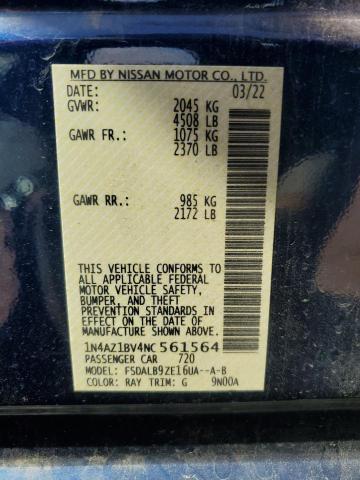 MFD BY NISSAN MOTOR CO., LTD.
DATE: 03/22
GVWR: 2045 KG
4508 LB
GAWR FR.: 1075 KG
2370 LB
GAWR RR.: 985 KG
2172 LB
THIS VEHICLE CONFORMS TO
ALL APPLICABLE FEDERAL
MOTOR VEHICLE SAFETY,
BUMPER, AND THEFT
PREVENTION STANDARDS
IN EFFECT ON THE DATE OF
MANUFACTURE SHOWN
ABOVE.
1N4AZ1BV4NC561564
PASSENGER CAR 720
MODEL: FSDALB9ZE16UA--A-B
COLOR: RAY TRIM: G 9N00A